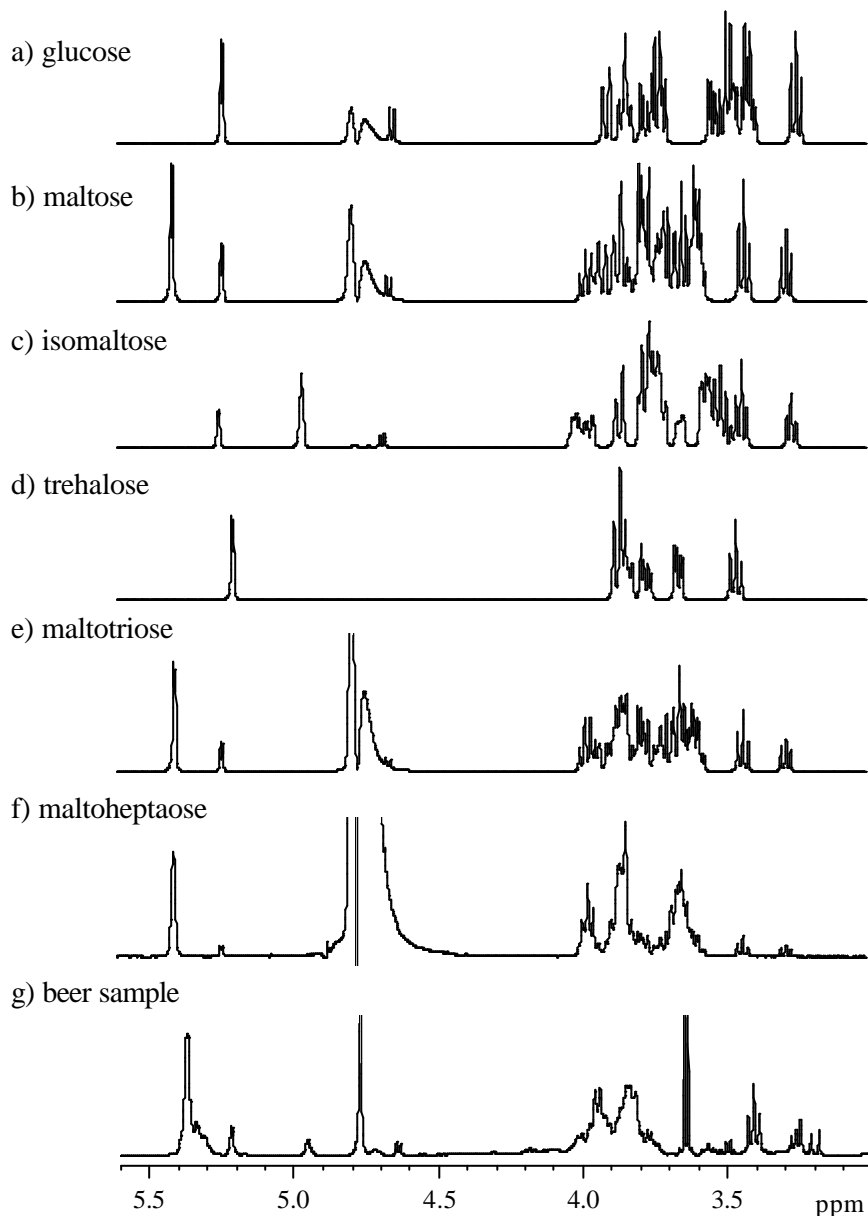 a) glucose
b) maltose
c) isomaltose
d) trehalose
e) maltotriose
f) maltoheptaose
g) beer sample
5.5 5.0 4.5 4.0 3.5 ppm